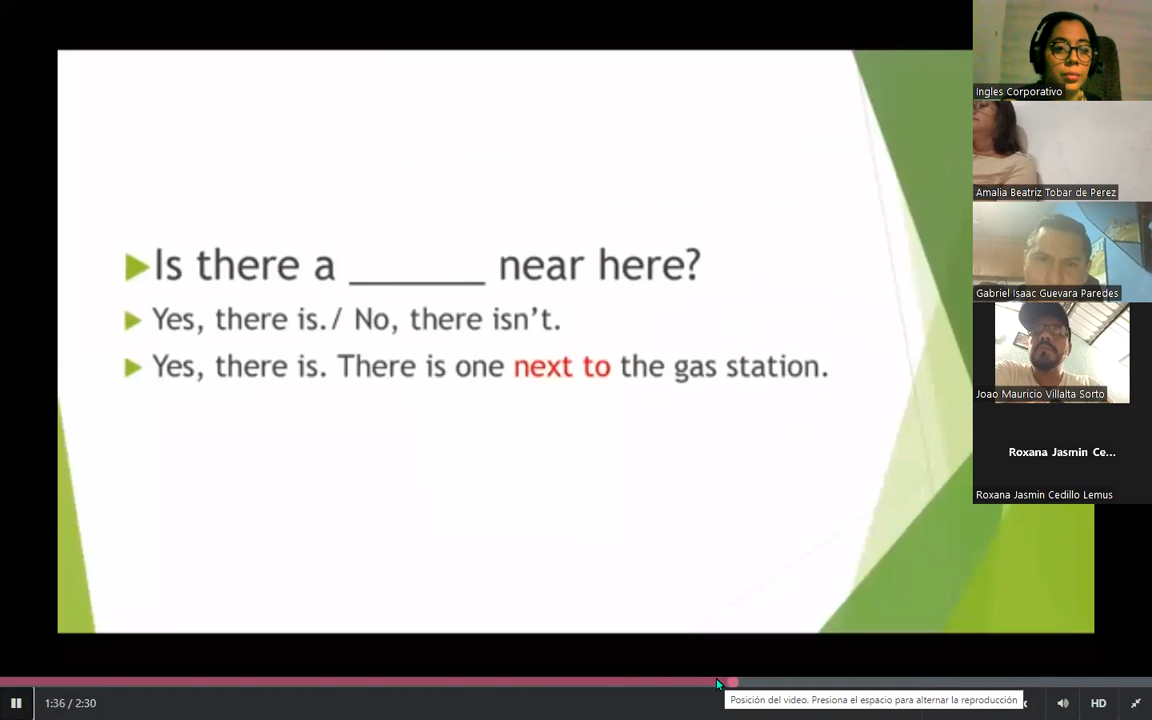 Is there a _______ near here?
Yes, there is./ No, there isn't.
Yes, there is. There is one next to the gas station.
Ingles Corporativo
Amalia Beatriz Tobar de Perez
Gabriel Isaac Guevara Paredes
Joao Mauricio Villalta Sorto
Roxana Jasmin Ce...
Roxana Jasmin Cedillo Lemus
1:36 / 2:30
Posición del video. Presiona el espacio para alternar la reproducción
HD